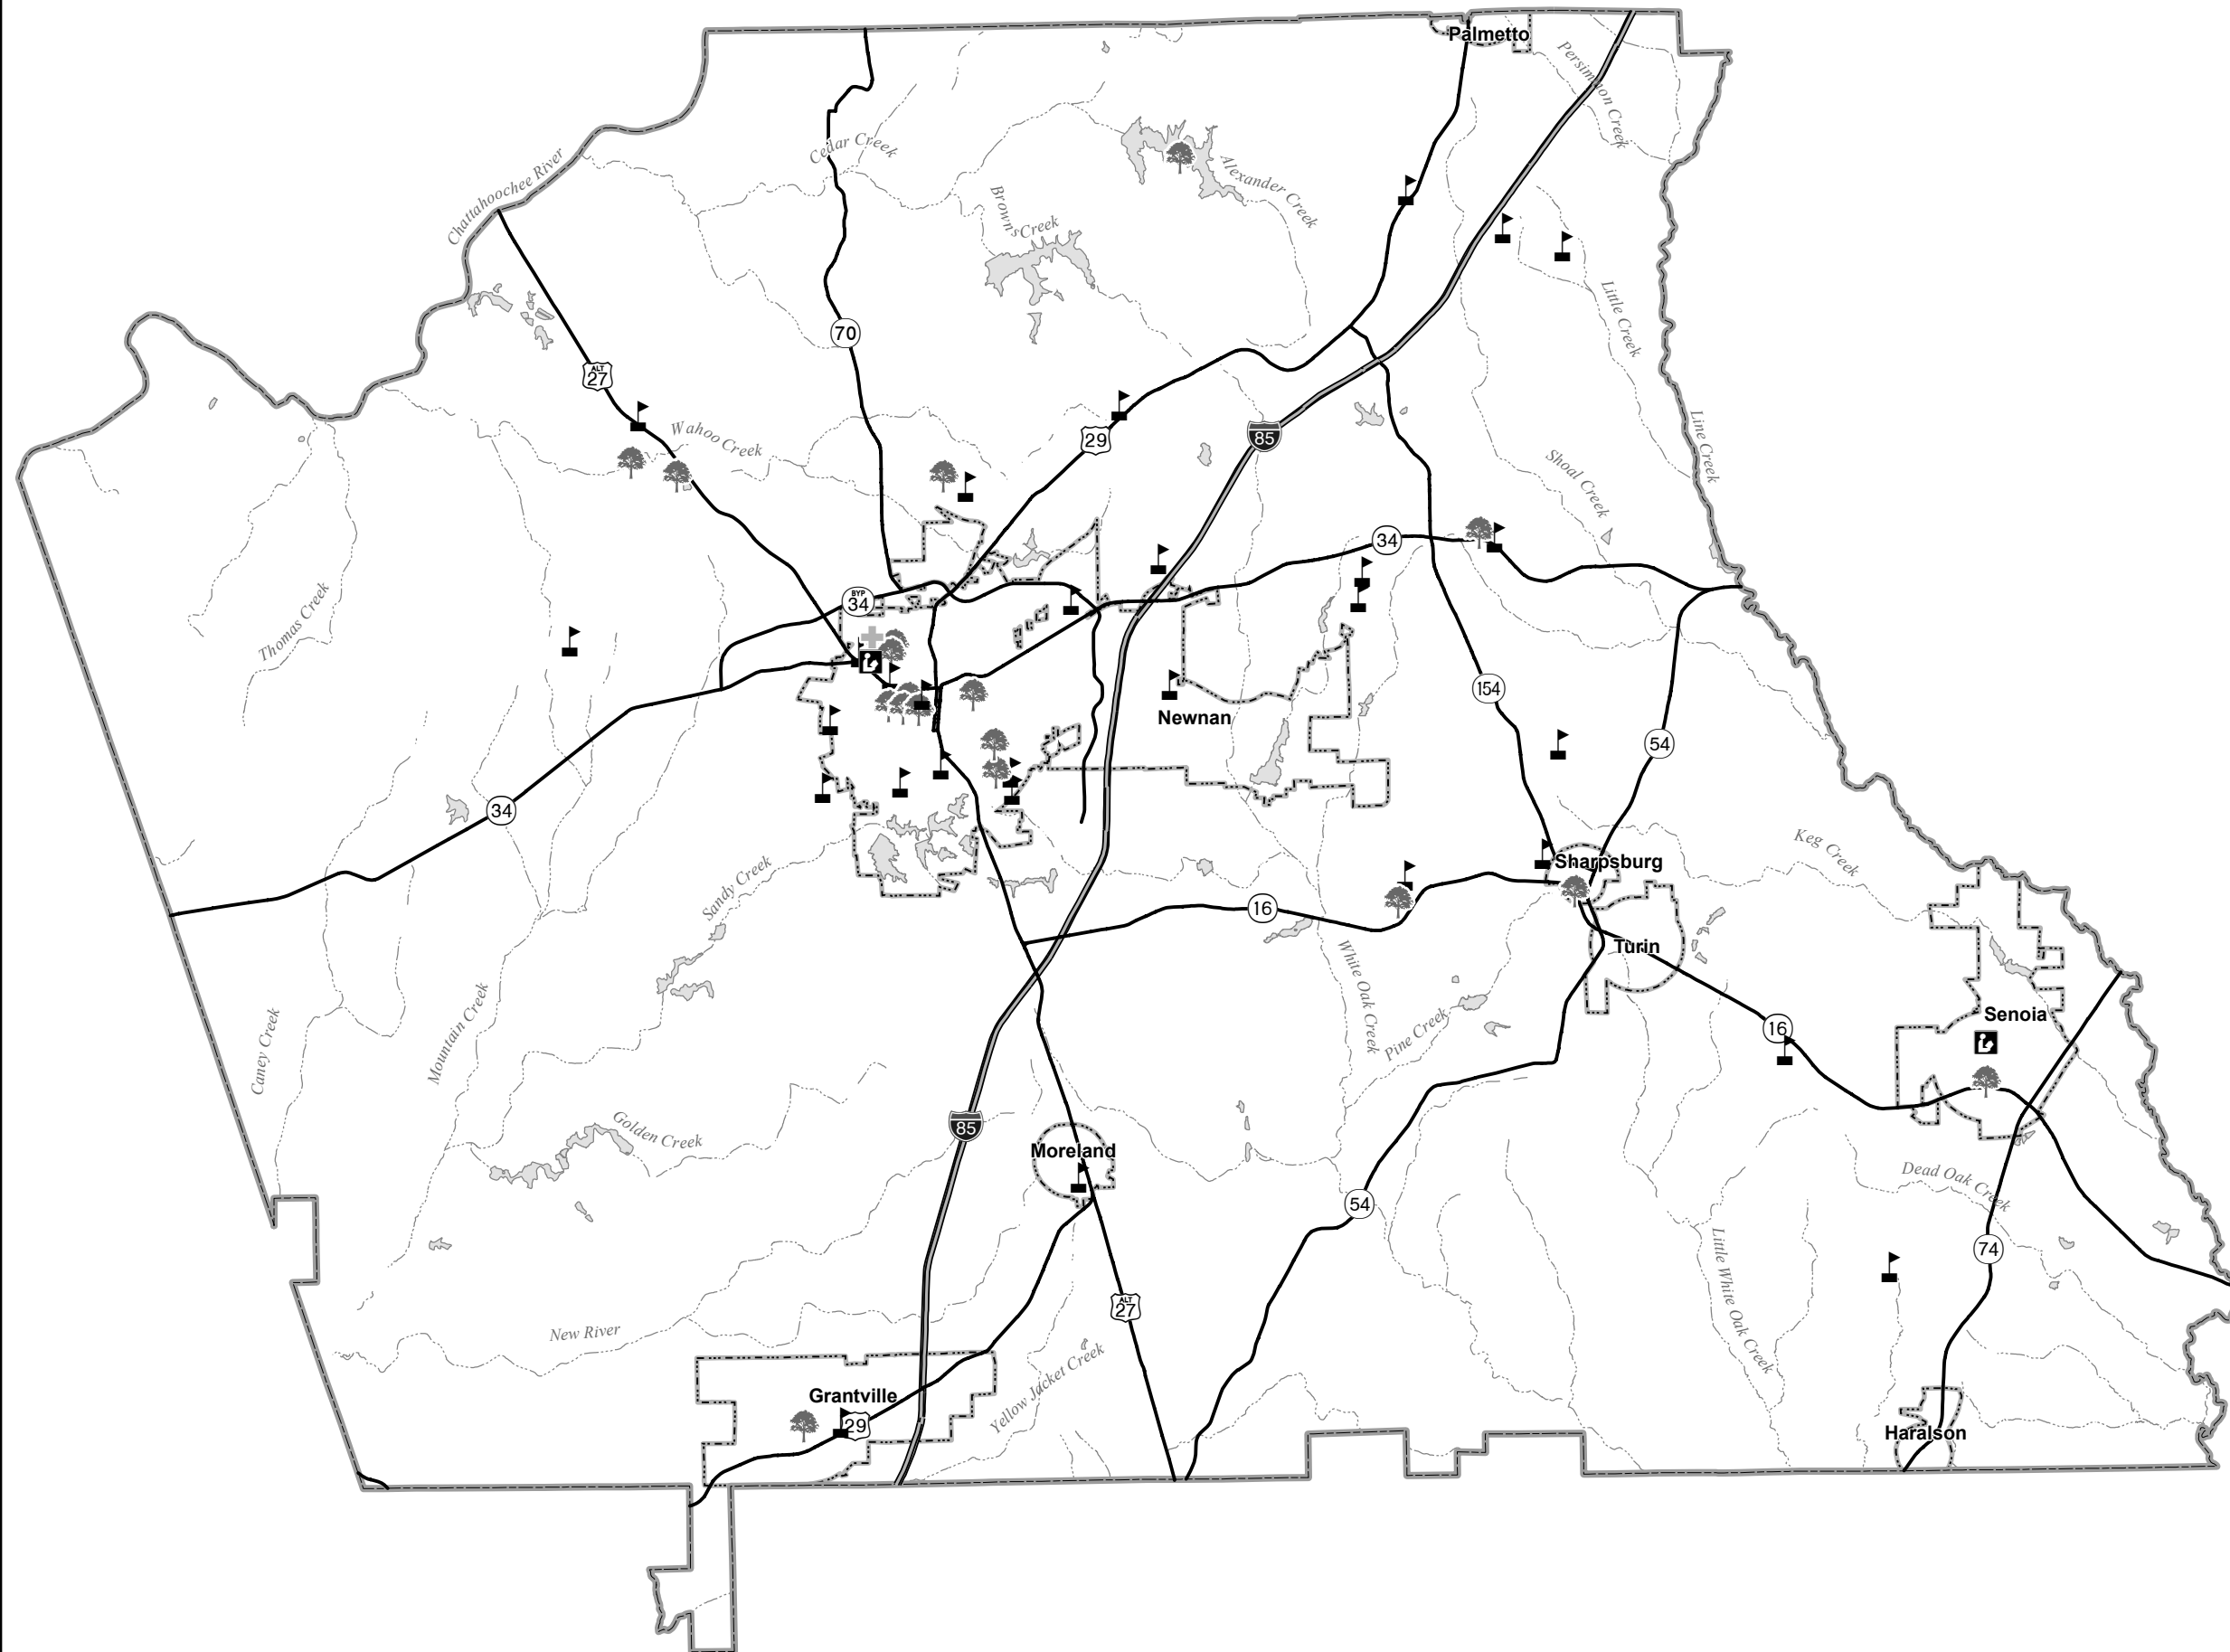 Palmetto
Persimmon Creek
Cedar Creek
Chattahoochee River
Alexander Creek
Brown's Creek
Little Creek
70
ALT
27
Line Creek
Wahoo Creek
29
85
Shoal Creek
34
Thomas Creek
BYP
34
154
Newnan
54
34
Keg Creek
Sharpsburg
Sandy Creek
16
Turin
White Oak Creek
Mountain Creek
Caney Creek
Pine Creek
Senoia
16
Golden Creek
85
Moreland
Dead Oak Creek
54
Little White Oak Creek
74
ALT
27
New River
Yellow Jacket Creek
Grantville
29
Haralson